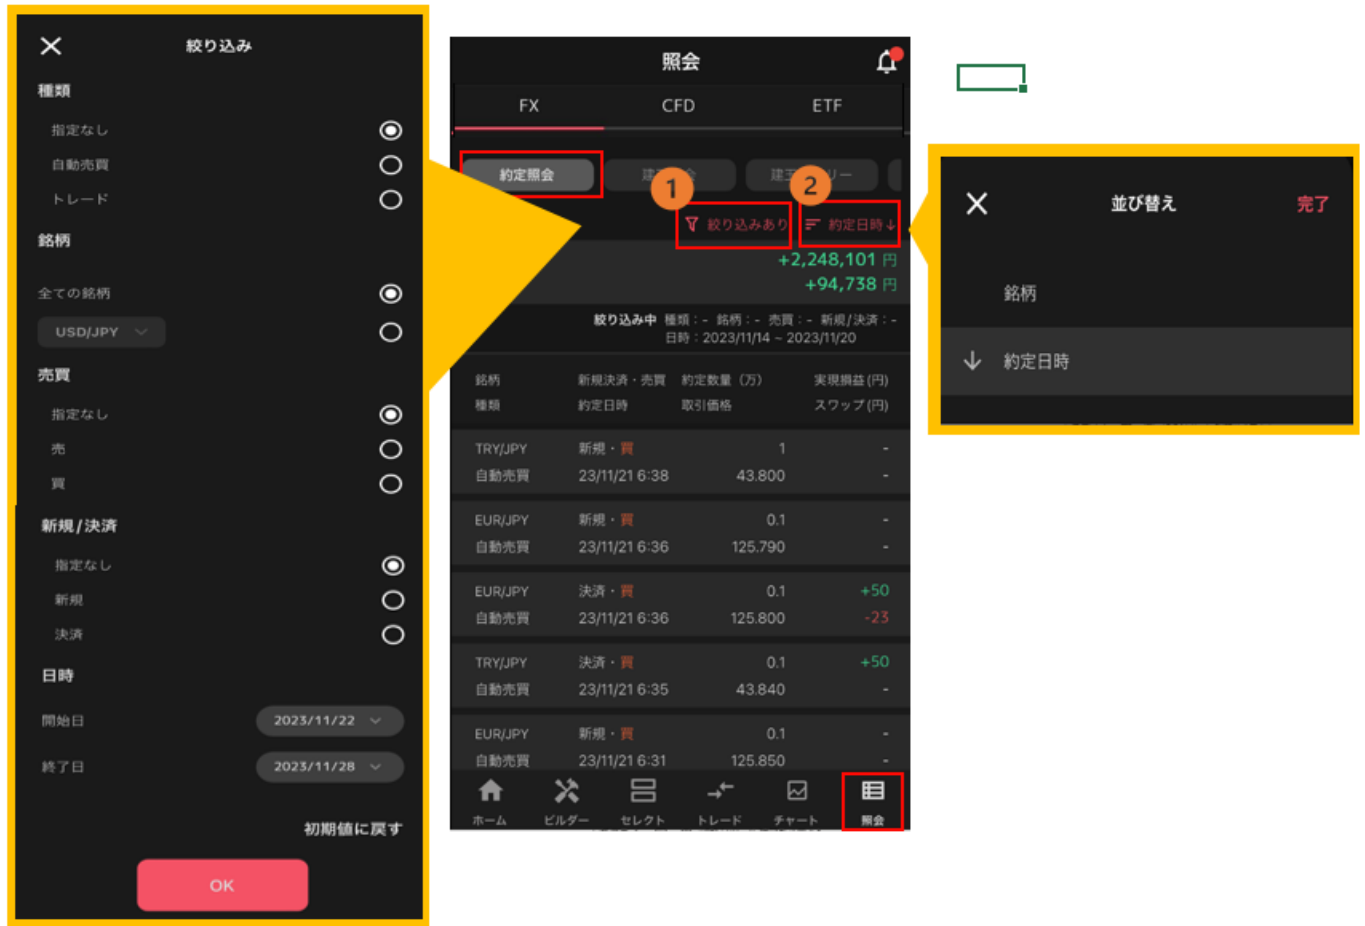 絞り込み
種類
指定なし
自動売買
トレード
銘柄
全ての銘柄
USD/JPY
売買
指定なし
売
買
新規/決済
指定なし
新規
決済
日時
開始日 2023/11/22
終了日 2023/11/28
初期値に戻す
OK
照会
FX CFD ETF
約定照会
1 2
絞り込みあり 約定日時↓
+2,248,101 円
+94,738 円
絞り込み中 種類：- 銘柄：- 売買：- 新規/決済：-
日時：2023/11/14 ~ 2023/11/20
銘柄 新規決済・売買 約定数量（万） 実現損益(円)
種類 約定日時 取引価格 スワップ(円)
TRY/JPY 新規・買 1 -
自動売買 23/11/21 6:38 43.800 -
EUR/JPY 新規・買 0.1 -
自動売買 23/11/21 6:36 125.790 -
EUR/JPY 決済・買 0.1 +50
自動売買 23/11/21 6:36 125.800 -23
TRY/JPY 決済・買 0.1 +50
自動売買 23/11/21 6:35 43.840 -
EUR/JPY 新規・買 0.1 -
自動売買 23/11/21 6:31 125.850 -
ホーム ビルダー セレクト トレード チャート 照会
並び替え 完了
銘柄
↓ 約定日時